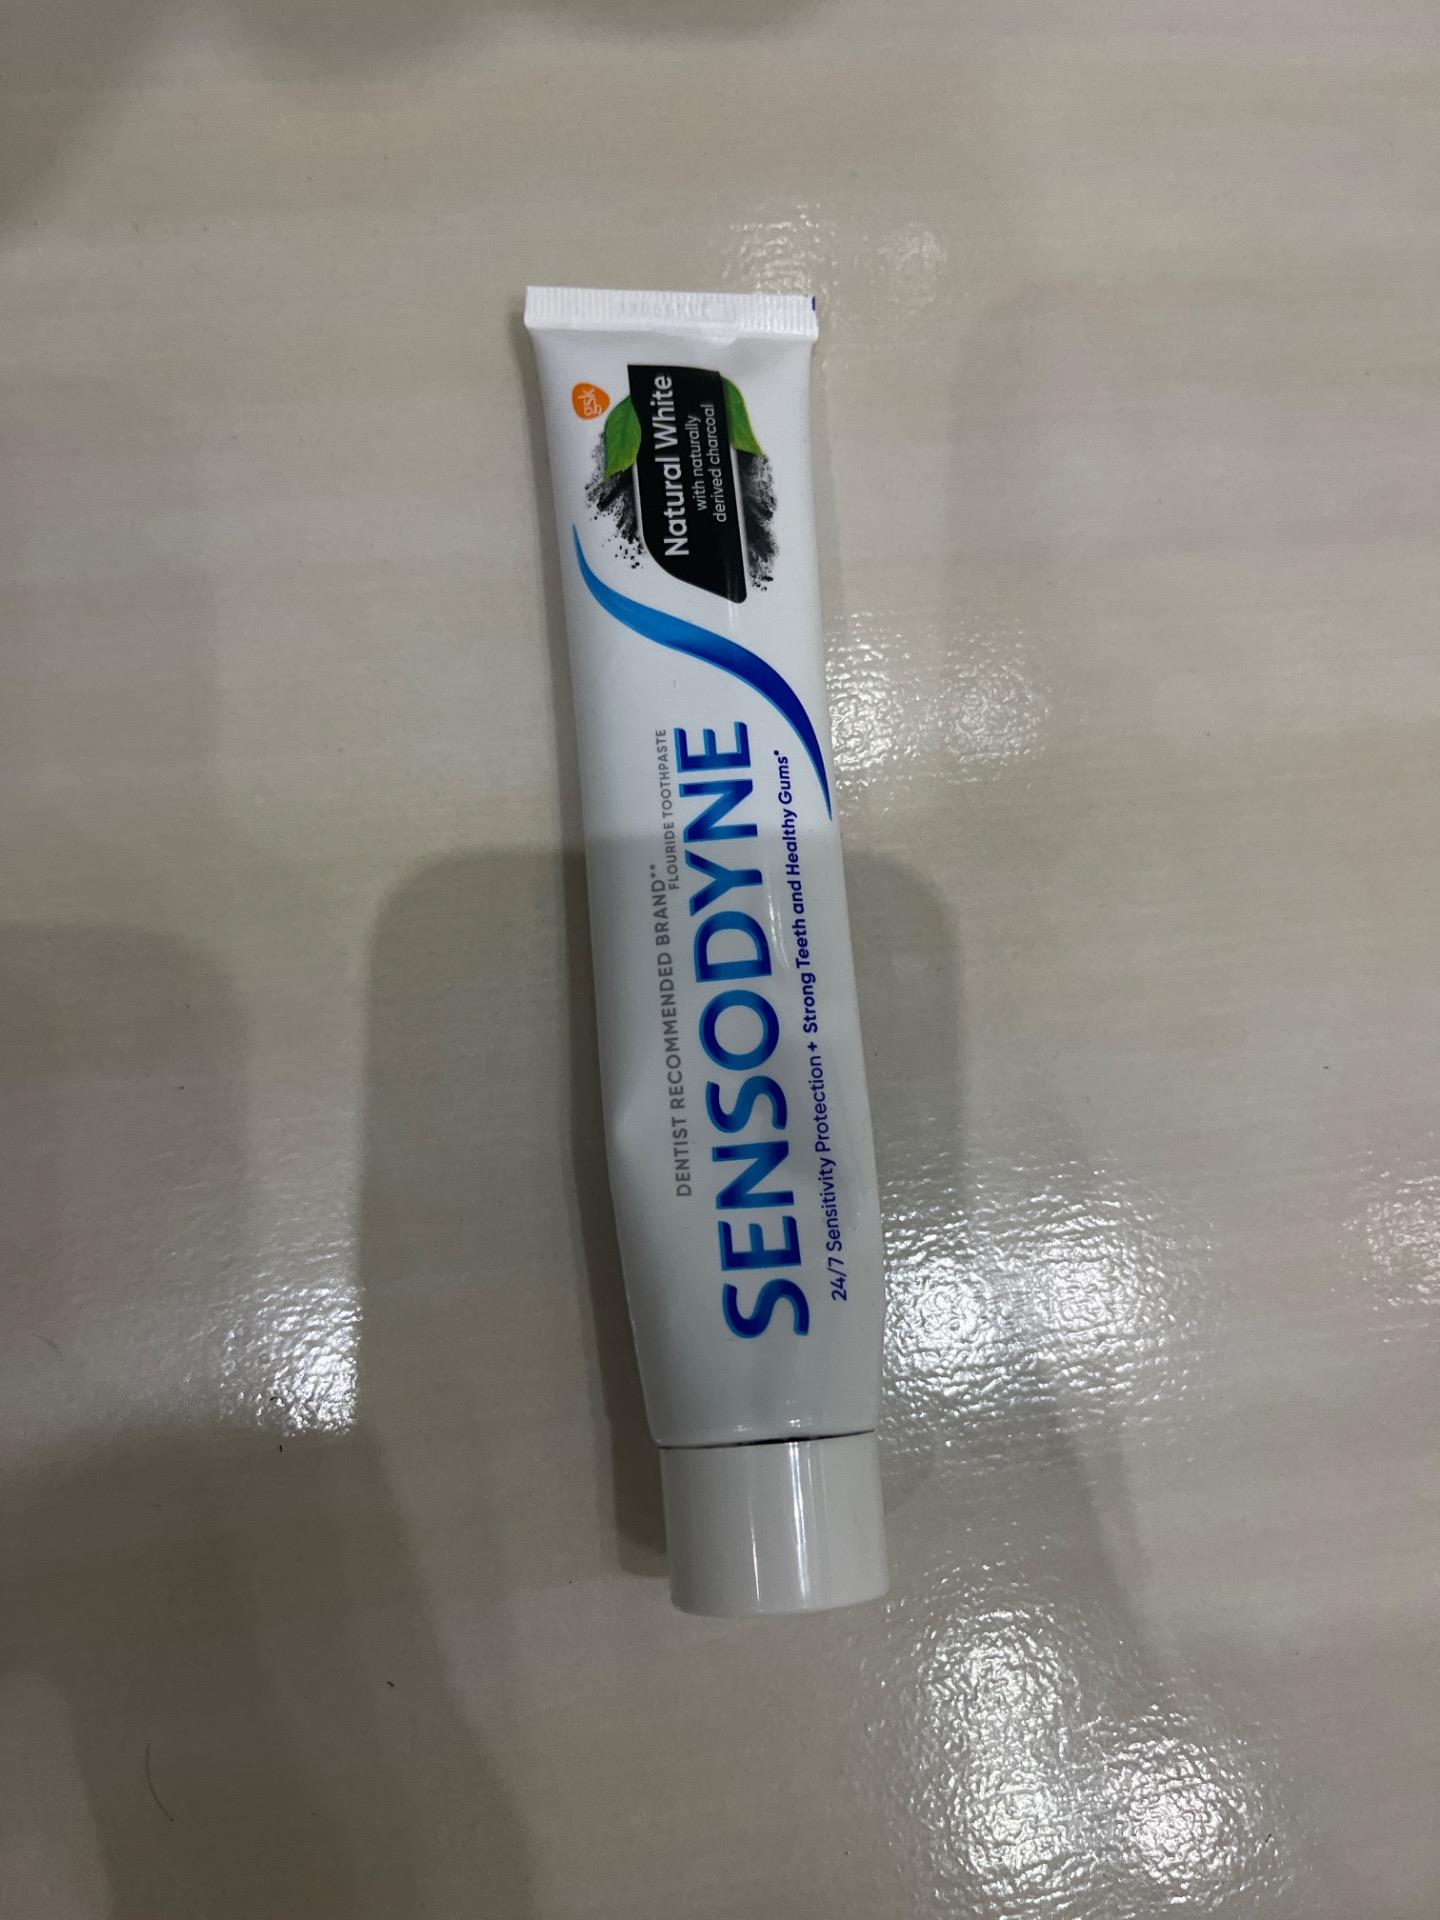 DENTIST RECOMMENDED BRAND**
FLOURIDE TOOTHPASTE
SENSODYNE
24/7 Sensitivity Protection+ Strong Teeth and Healthy Gums*
gsk
Natural White
with naturally
derived charcoal